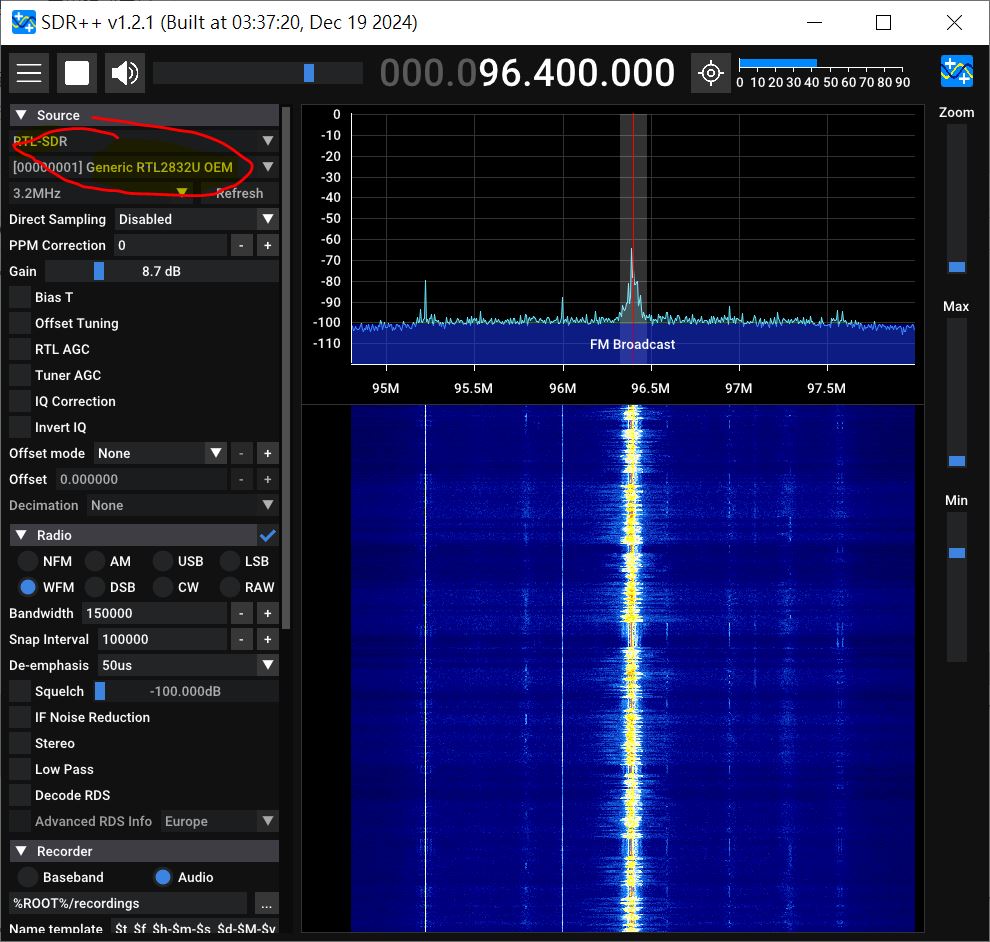 SDR++ v1.2.1 (Built at 03:37:20, Dec 19 2024)
000.096.400.000
0 10 20 30 40 50 60 70 80 90
Source
RTL-SDR
[00000001] Generic RTL2832U OEM
3.2MHz Refresh
Direct Sampling Disabled
PPM Correction 0 - +
Gain 8.7 dB
Bias T
Offset Tuning
RTL AGC
Tuner AGC
IQ Correction
Invert IQ
Offset mode None - +
Offset 0.000000 - +
Decimation None
Radio
NFM AM USB LSB
WFM DSB CW RAW
Bandwidth 150000 - +
Snap Interval 100000 - +
De-emphasis 50us
Squelch -100.000dB
IF Noise Reduction
Stereo
Low Pass
Decode RDS
Advanced RDS Info Europe
Recorder
Baseband Audio
%ROOT%/recordings ...
Name template $t_$f_$h-$m-$s_$d-$M-$y
0
-10
-20
-30
-40
-50
-60
-70
-80
-90
-100
-110
FM Broadcast
95M 95.5M 96M 96.5M 97M 97.5M
Zoom
Max
Min